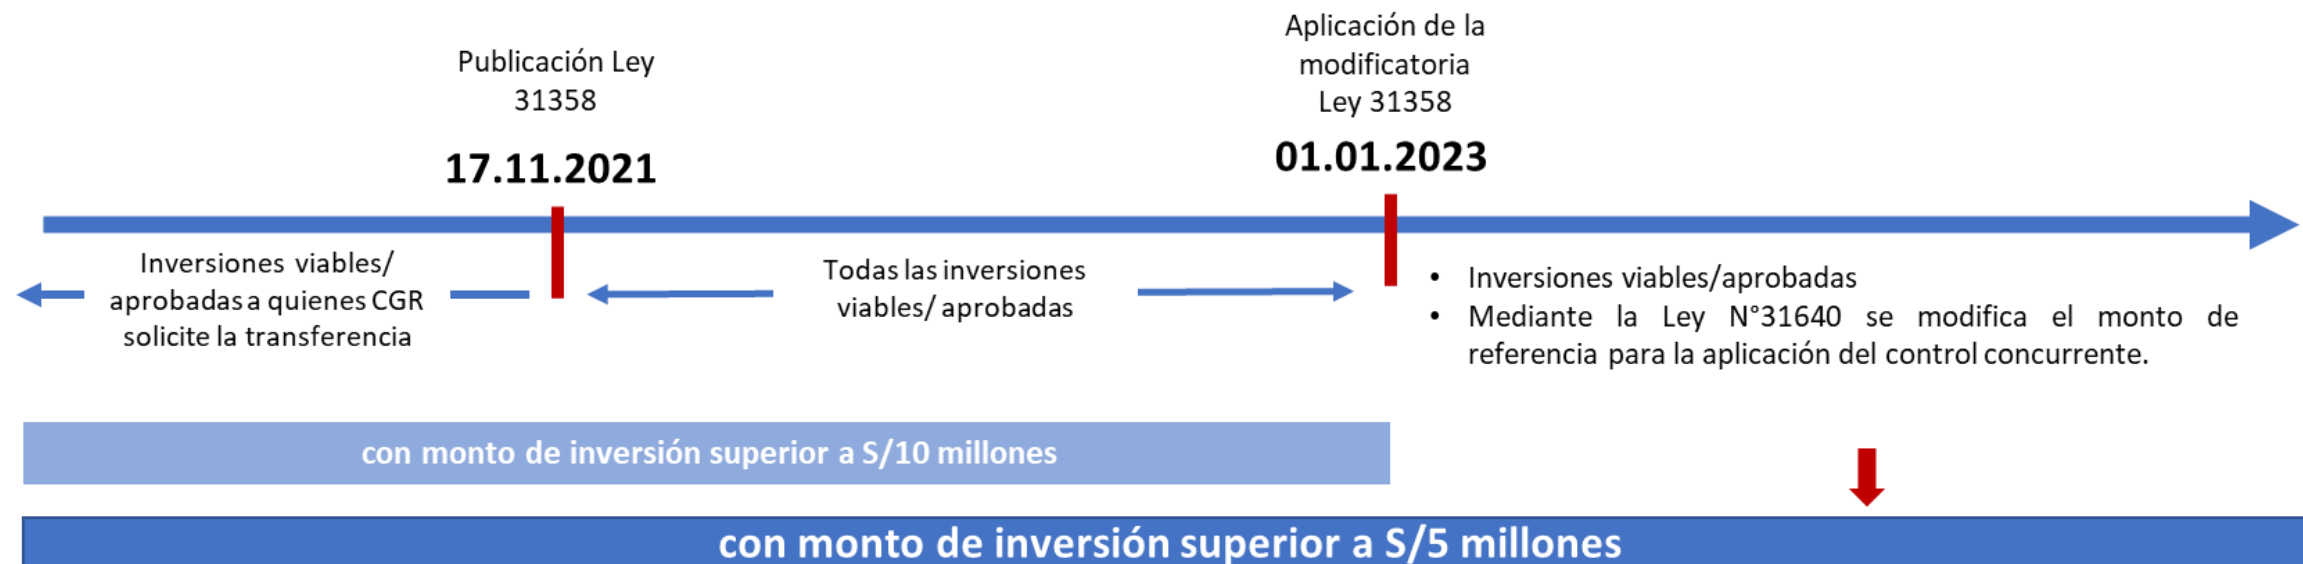 Publicación Ley
31358
17.11.2021
Aplicación de la
modificatoria
Ley 31358
01.01.2023
Inversiones viables/
aprobadas a quienes CGR
solicite la transferencia
Todas las inversiones
viables/ aprobadas
• Inversiones viables/aprobadas
• Mediante la Ley N°31640 se modifica el monto de
referencia para la aplicación del control concurrente.
con monto de inversión superior a S/10 millones
con monto de inversión superior a S/5 millones